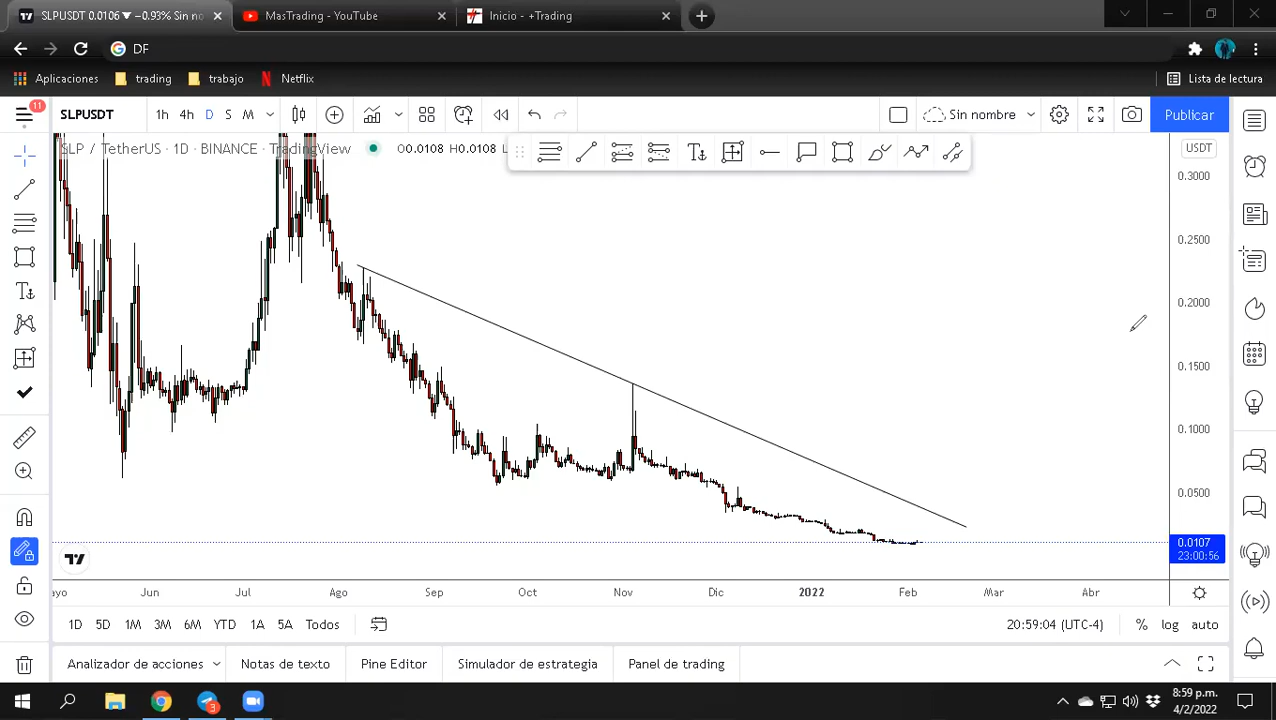 SLPUSDT 0.0106 ▼ −0.93% Sin n
MasTrading - YouTube
Inicio - +Trading
DF
Aplicaciones
trading
trabajo
Netflix
Lista de lectura
11
SLPUSDT
1h
4h
D
S
M
Sin nombre
Publicar
SLP / TetherUS · 1D · BINANCE · TradingView
O0.0108 H0.0108 L
USDT
0.3000
0.2500
0.2000
0.1500
0.1000
0.0500
0.0107
23:00:56
ayo
Jun
Jul
Ago
Sep
Oct
Nov
Dic
2022
Feb
Mar
Abr
1D
5D
1M
3M
6M
YTD
1A
5A
Todos
20:59:04 (UTC-4)
%
log
auto
Analizador de acciones
Notas de texto
Pine Editor
Simulador de estrategia
Panel de trading
3
8:59 p.m.
4/2/2022